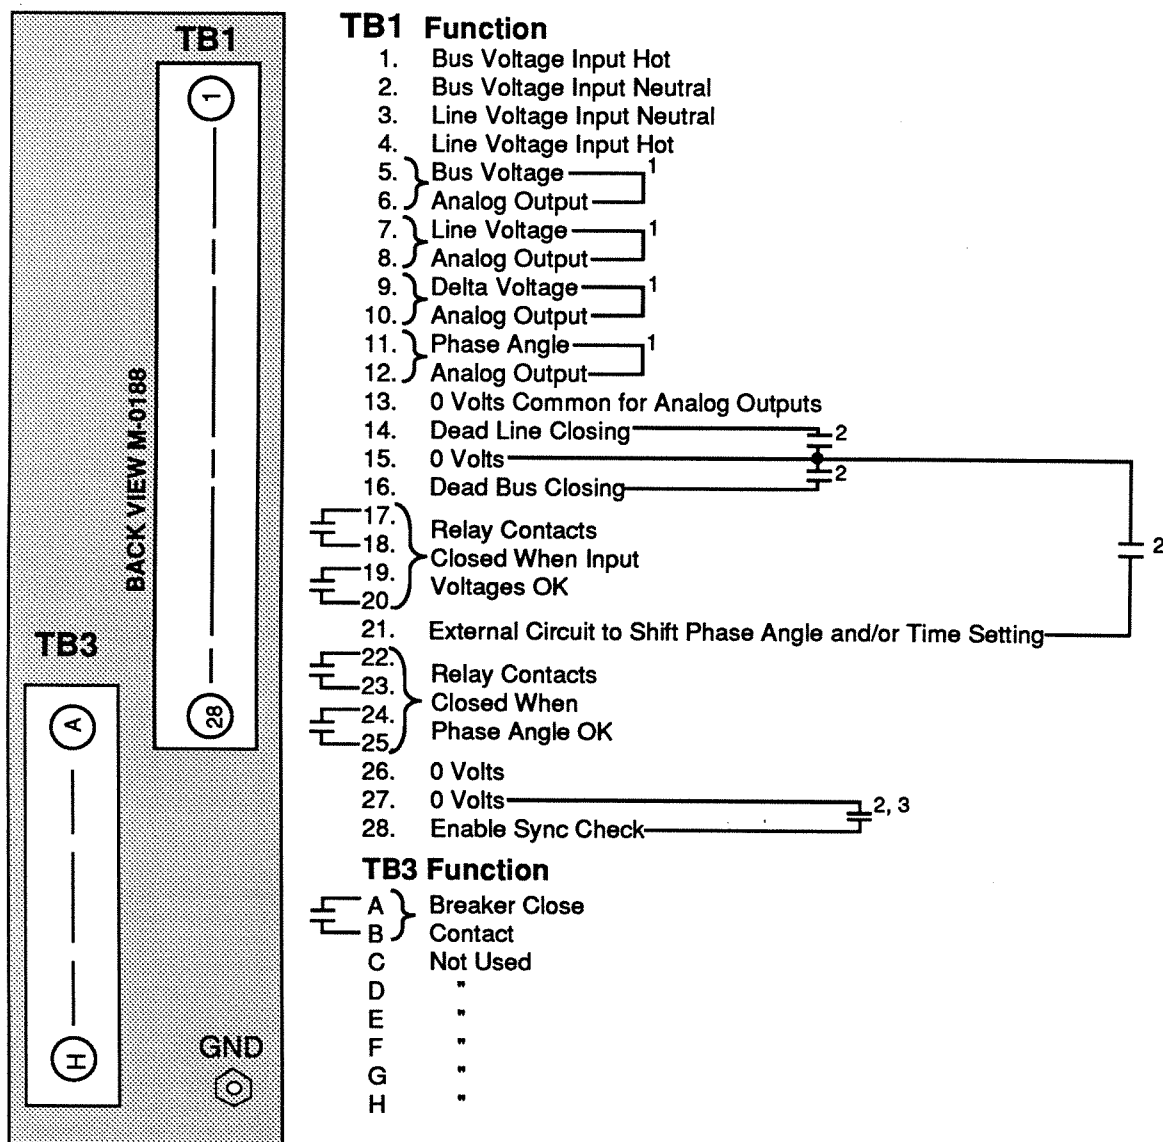 TB1
1
28
BACK VIEW M-0188
TB3
A
H
GND
TB1 Function
1. Bus Voltage Input Hot
2. Bus Voltage Input Neutral
3. Line Voltage Input Neutral
4. Line Voltage Input Hot
5. Bus Voltage 1
6. Analog Output
7. Line Voltage 1
8. Analog Output
9. Delta Voltage 1
10. Analog Output
11. Phase Angle 1
12. Analog Output
13. 0 Volts Common for Analog Outputs
14. Dead Line Closing 2
15. 0 Volts
16. Dead Bus Closing 2
17.
18.
19.
20.
Relay Contacts
Closed When Input
Voltages OK
2
21. External Circuit to Shift Phase Angle and/or Time Setting
22.
23.
24.
25.
Relay Contacts
Closed When
Phase Angle OK
26. 0 Volts
27. 0 Volts 2, 3
28. Enable Sync Check
TB3 Function
A Breaker Close
B Contact
C Not Used
D "
E "
F "
G "
H "